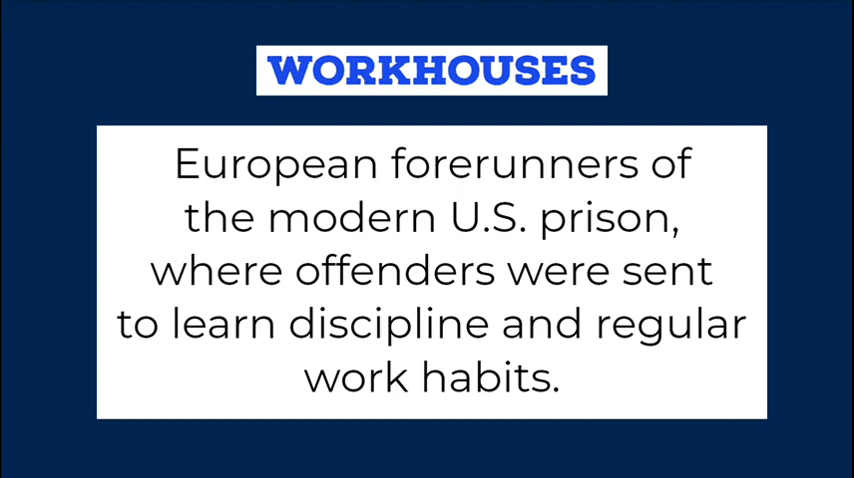 WORKHOUSES
European forerunners of
the modern U.S. prison,
where offenders were sent
to learn discipline and regular
work habits.